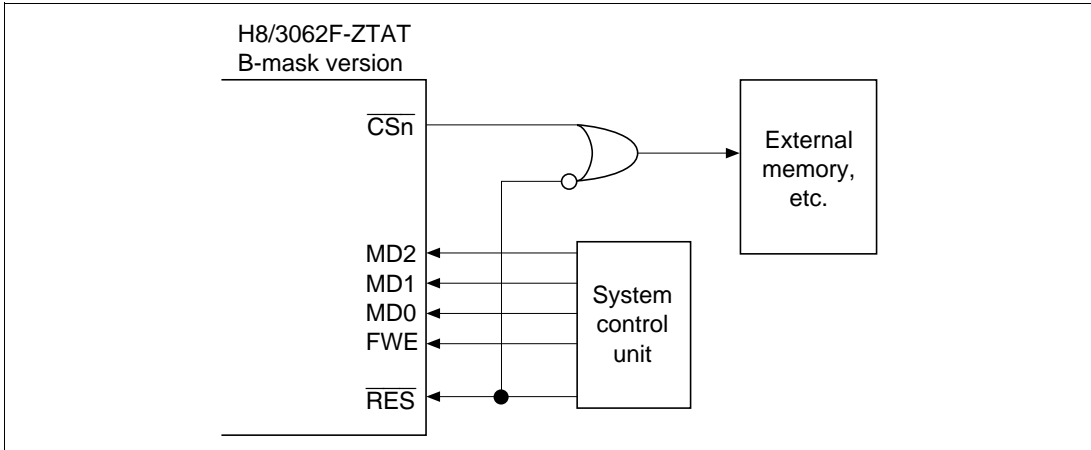 H8/3062F-ZTAT
B-mask version
CSn
External
memory,
etc.
MD2
MD1
MD0
FWE
RES
System
control
unit